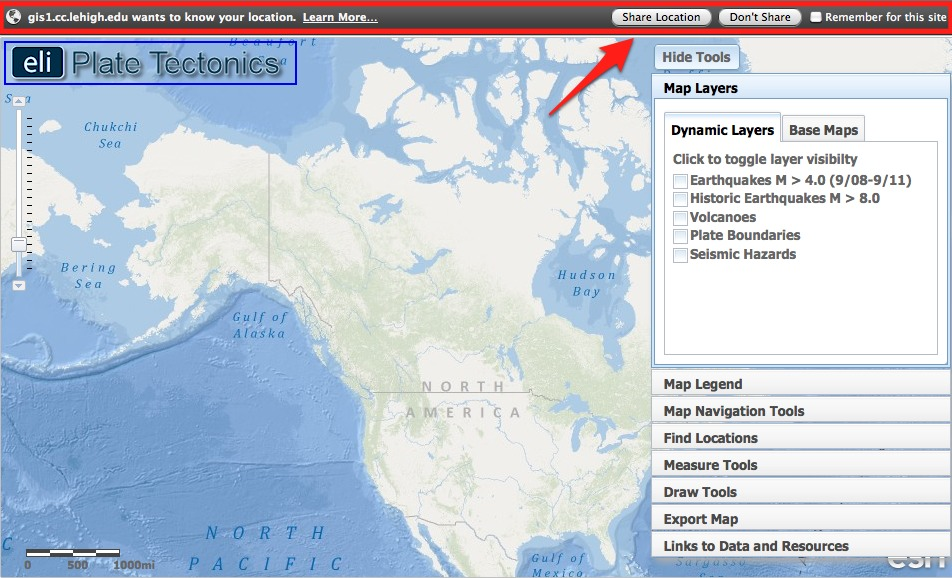 gis1.cc.lehigh.edu wants to know your location. Learn More... Share Location Don't Share Remember for this site
Beaufort
eli Plate Tectonics
Hide Tools
Map Layers
Dynamic Layers Base Maps
Click to toggle layer visibilty
Earthquakes M > 4.0 (9/08-9/11)
Historic Earthquakes M > 8.0
Volcanoes
Plate Boundaries
Seismic Hazards
Chukchi
Sea
Bering
Sea
Gulf of
Alaska
Hudson
Bay
NORTH
AMERICA
Map Legend
Map Navigation Tools
Find Locations
Measure Tools
Draw Tools
Export Map
Links to Data and Resources
NORTH
PACIFIC
0 500 1000mi
Gulf of
Mexico
Sargasso
esri